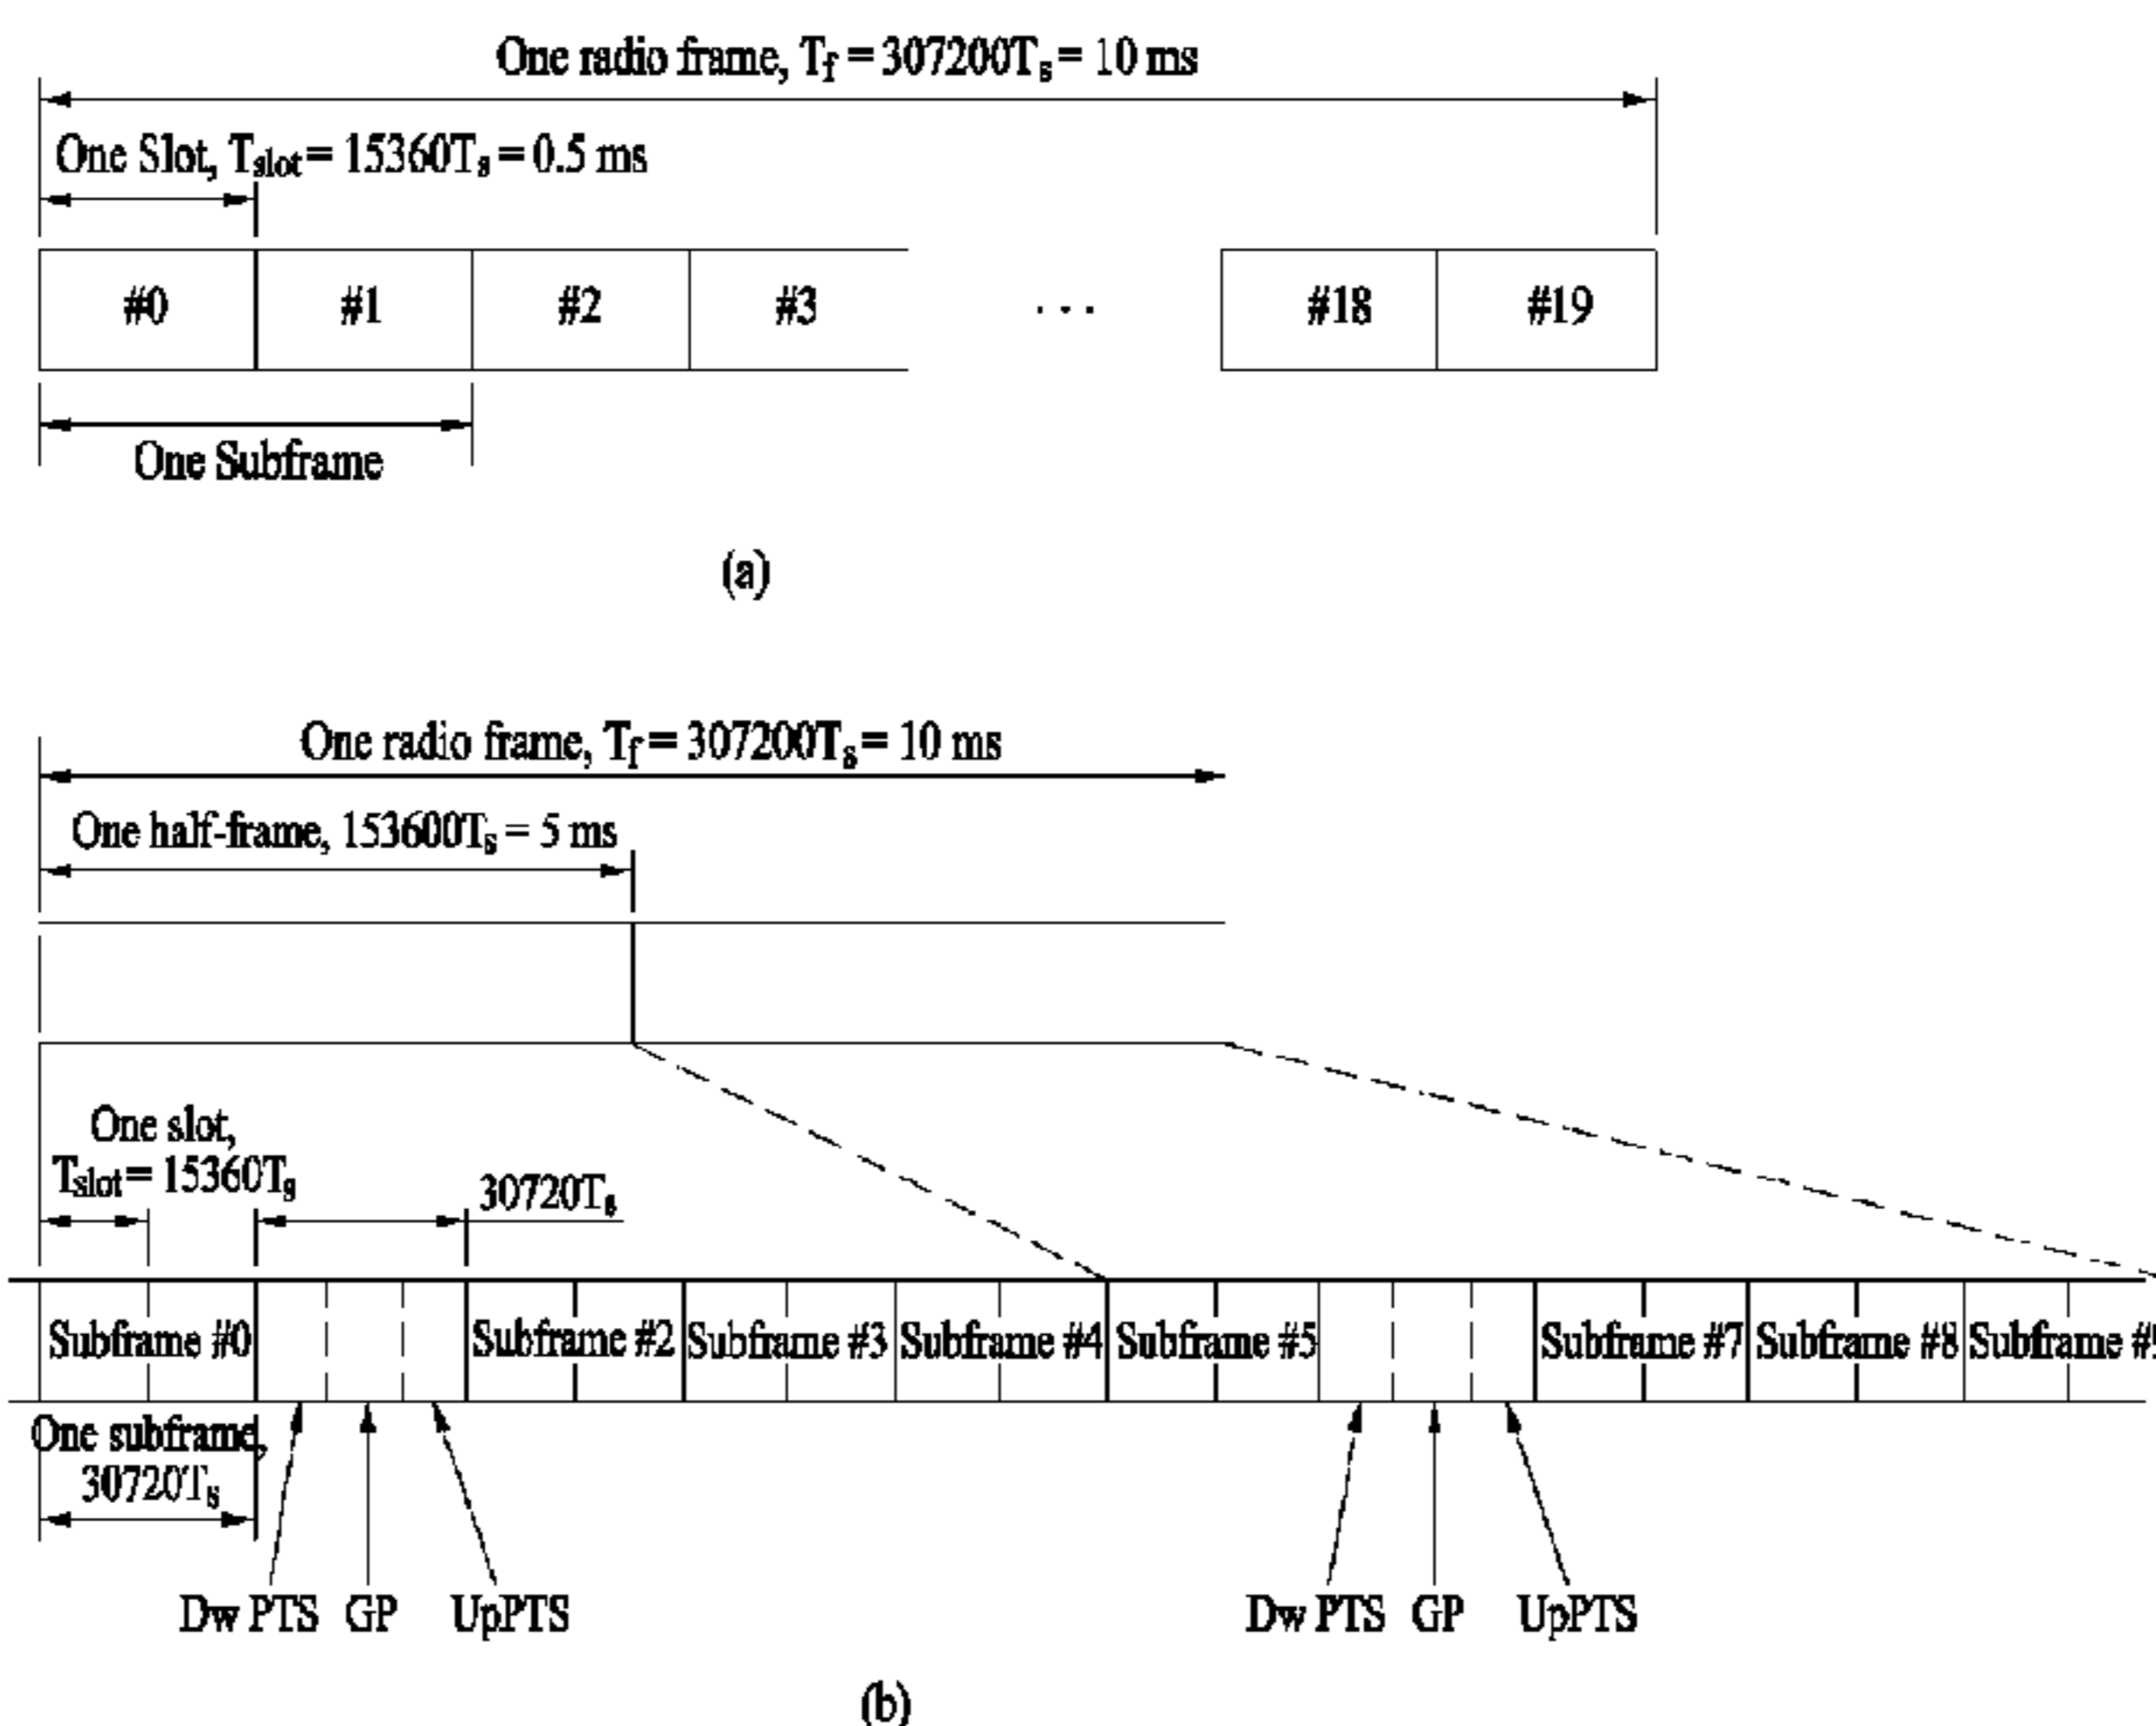 One radio frame, Tf = 307200Ts = 10 ms
One Slot, Tslot = 15360Ts = 0.5 ms
#0 #1 #2 #3 ... #18 #19
One Subframe
(a)
One radio frame, Tf = 307200Ts = 10 ms
One half-frame, 153600Ts = 5 ms
One slot,
Tslot = 15360Ts
30720Ts
Subframe #0 Subframe #2 Subframe #3 Subframe #4 Subframe #5 Subframe #7 Subframe #8 Subframe
One subframe,
30720Ts
Dw PTS GP UpPTS Dw PTS GP UpPTS
(b)